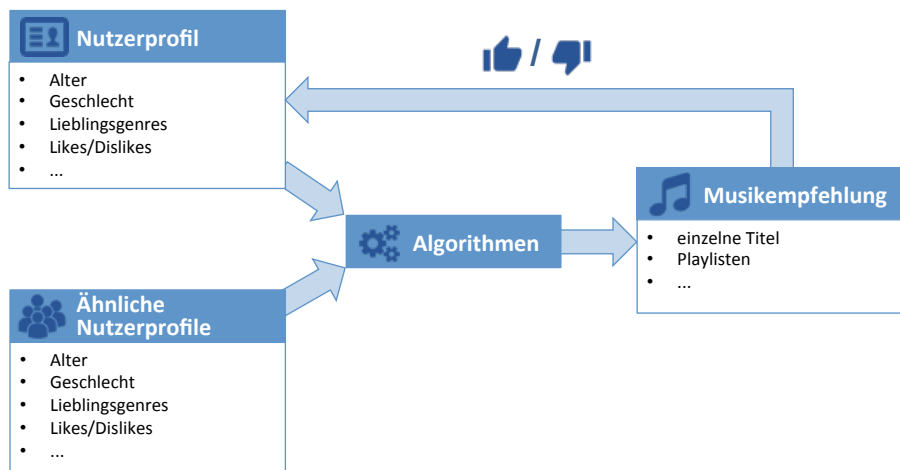 Nutzerprofil
• Alter
• Geschlecht
• Lieblingsgenres
• Likes/Dislikes
• ...
/
Musikempfehlung
• einzelne Titel
• Playlisten
• ...
Algorithmen
Ähnliche
Nutzerprofile
• Alter
• Geschlecht
• Lieblingsgenres
• Likes/Dislikes
• ...